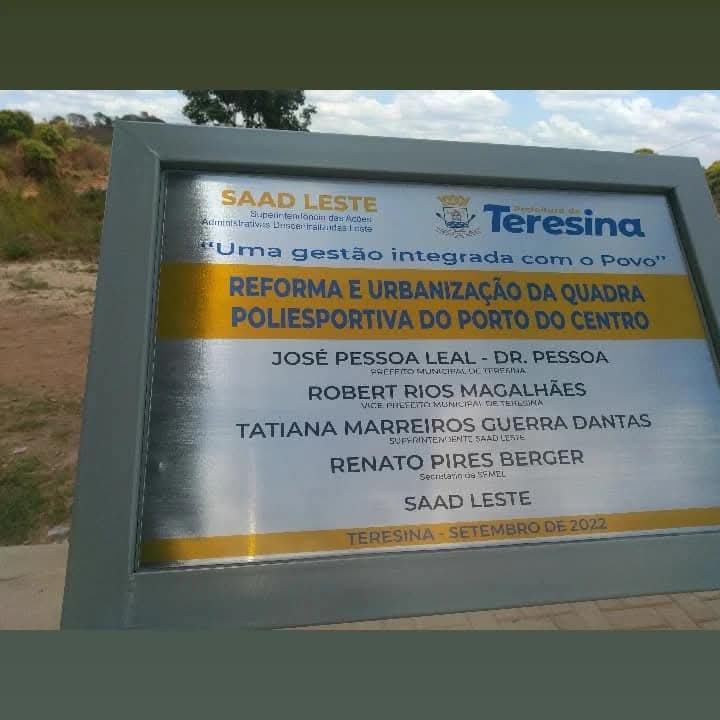 SAAD LESTE
Superintendência das Ações
Administrativas Descentralizadas Leste
Prefeitura de
Teresina
"Uma gestão integrada com o Povo"
REFORMA E URBANIZAÇÃO DA QUADRA
POLIESPORTIVA DO PORTO DO CENTRO
JOSÉ PESSOA LEAL - DR. PESSOA
PREFEITO MUNICIPAL DE TERESINA
ROBERT RIOS MAGALHÃES
VICE-PREFEITO MUNICIPAL DE TERESINA
TATIANA MARREIROS GUERRA DANTAS
SUPERINTENDENTE SAAD LESTE
RENATO PIRES BERGER
Secretário da SEMEL
SAAD LESTE
TERESINA - SETEMBRO DE 2022